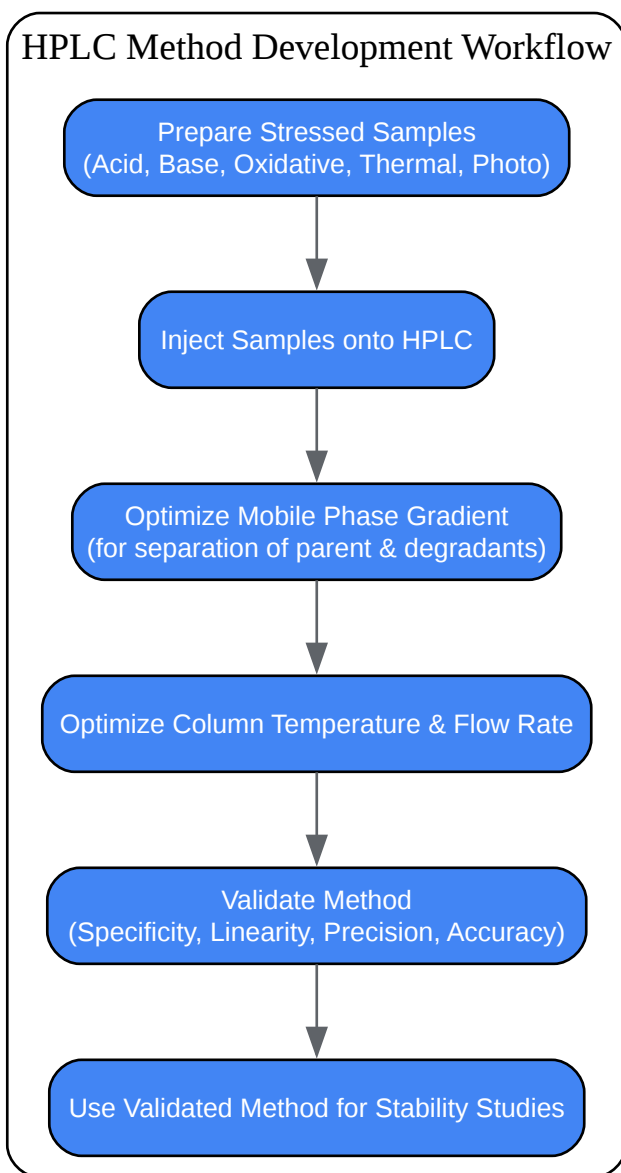 HPLC Method Development Workflow
Prepare Stressed Samples
(Acid, Base, Oxidative, Thermal, Photo)
Inject Samples onto HPLC
Optimize Mobile Phase Gradient
(for separation of parent & degradants)
Optimize Column Temperature & Flow Rate
Validate Method
(Specificity, Linearity, Precision, Accuracy)
Use Validated Method for Stability Studies